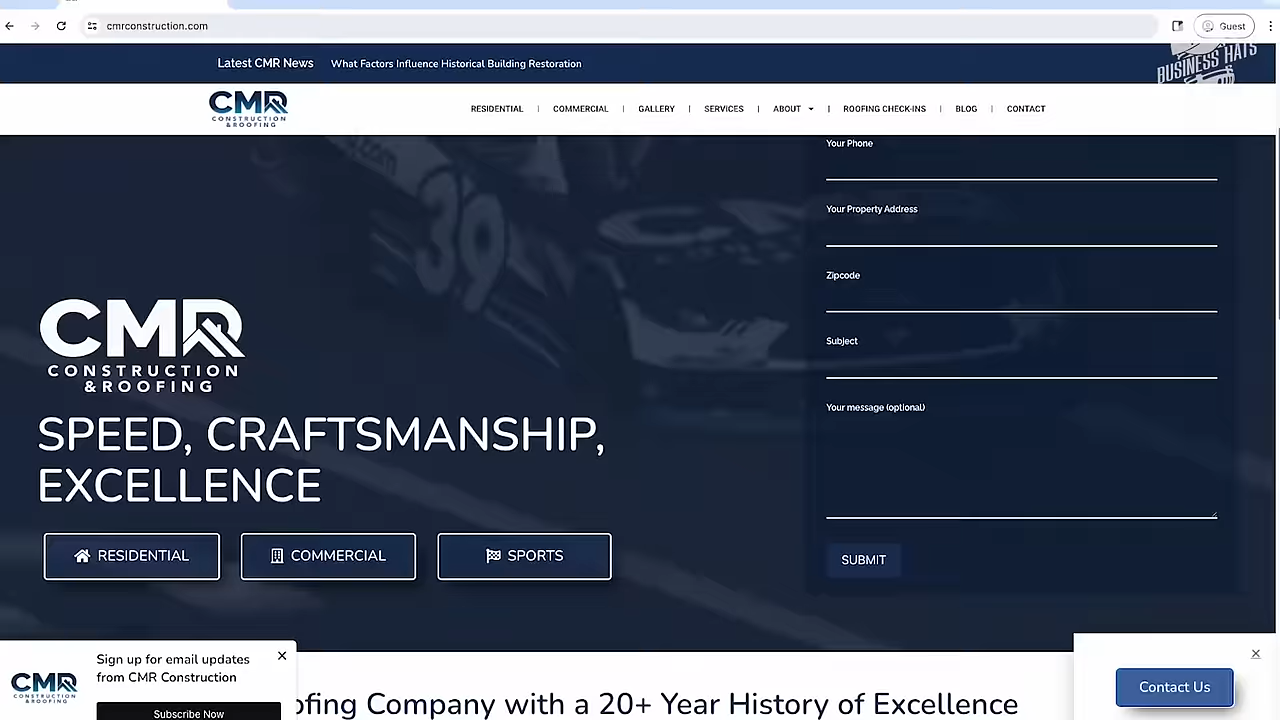 cmrconstruction.com
Guest
Latest CMR News
What Factors Influence Historical Building Restoration
BUSINESS HATS
CMR
CONSTRUCTION
&ROOFING
RESIDENTIAL
COMMERCIAL
GALLERY
SERVICES
ABOUT
ROOFING CHECK-INS
BLOG
CONTACT
.com
39
CMR
CONSTRUCTION
&ROOFING
SPEED, CRAFTSMANSHIP,
EXCELLENCE
RESIDENTIAL
COMMERCIAL
SPORTS
Your Phone
Your Property Address
Zipcode
Subject
Your message (optional)
SUBMIT
CMR
CONSTRUCTION
&ROOFING
Sign up for email updates
from CMR Construction
Subscribe Now
ofing Company with a 20+ Year History of Excellence
Contact Us